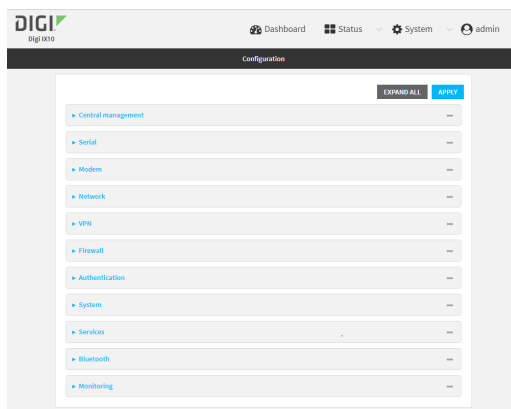 DIGI
Digi IX10
Dashboard Status System admin
Configuration
EXPAND ALL APPLY
▸ Central management ...
▸ Serial ...
▸ Modem ...
▸ Network ...
▸ VPN ...
▸ Firewall ...
▸ Authentication ...
▸ System ...
▸ Services ...
▸ Bluetooth ...
▸ Monitoring ...